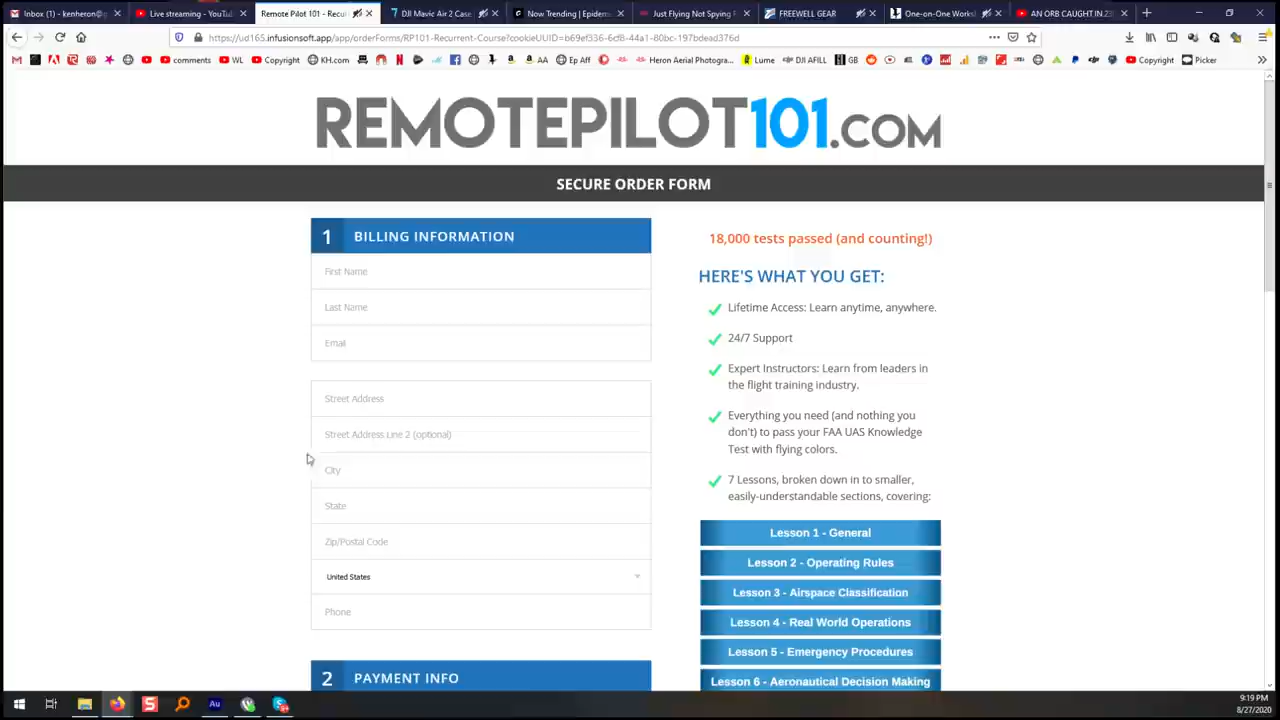 Inbox (1) - kenheron@gmail.co
Live streaming - YouTube
Remote Pilot 101 - Recurr
DJI Mavic Air 2 Case
Now Trending | Epidem
Just Flying Not Spying
FREEWELL GEAR
One-on-One Works
AN ORB CAUGHT IN 23
https://ud165.infusionsoft.app/app/orderForms/RP101-Recurrent-Course?cookieUUID=b69ef336-6cf8-44a1-80bc-197bdead376d
comments
WL
Copyright
KH.com
AA
Ep Aff
Heron Aerial Photogra...
Lume
DJI AFILL
GB
Copyright
Picker
REMOTEPILOT101.COM
SECURE ORDER FORM
1 BILLING INFORMATION
First Name
Last Name
Email
Street Address
Street Address Line 2 (optional)
City
State
Zip/Postal Code
United States
Phone
2 PAYMENT INFO
18,000 tests passed (and counting!)
HERE'S WHAT YOU GET:
Lifetime Access: Learn anytime, anywhere.
24/7 Support
Expert Instructors: Learn from leaders in
the flight training industry.
Everything you need (and nothing you
don't) to pass your FAA UAS Knowledge
Test with flying colors.
7 Lessons, broken down in to smaller,
easily-understandable sections, covering:
Lesson 1 - General
Lesson 2 - Operating Rules
Lesson 3 - Airspace Classification
Lesson 4 - Real World Operations
Lesson 5 - Emergency Procedures
Lesson 6 - Aeronautical Decision Making
9:19 PM
8/27/2020